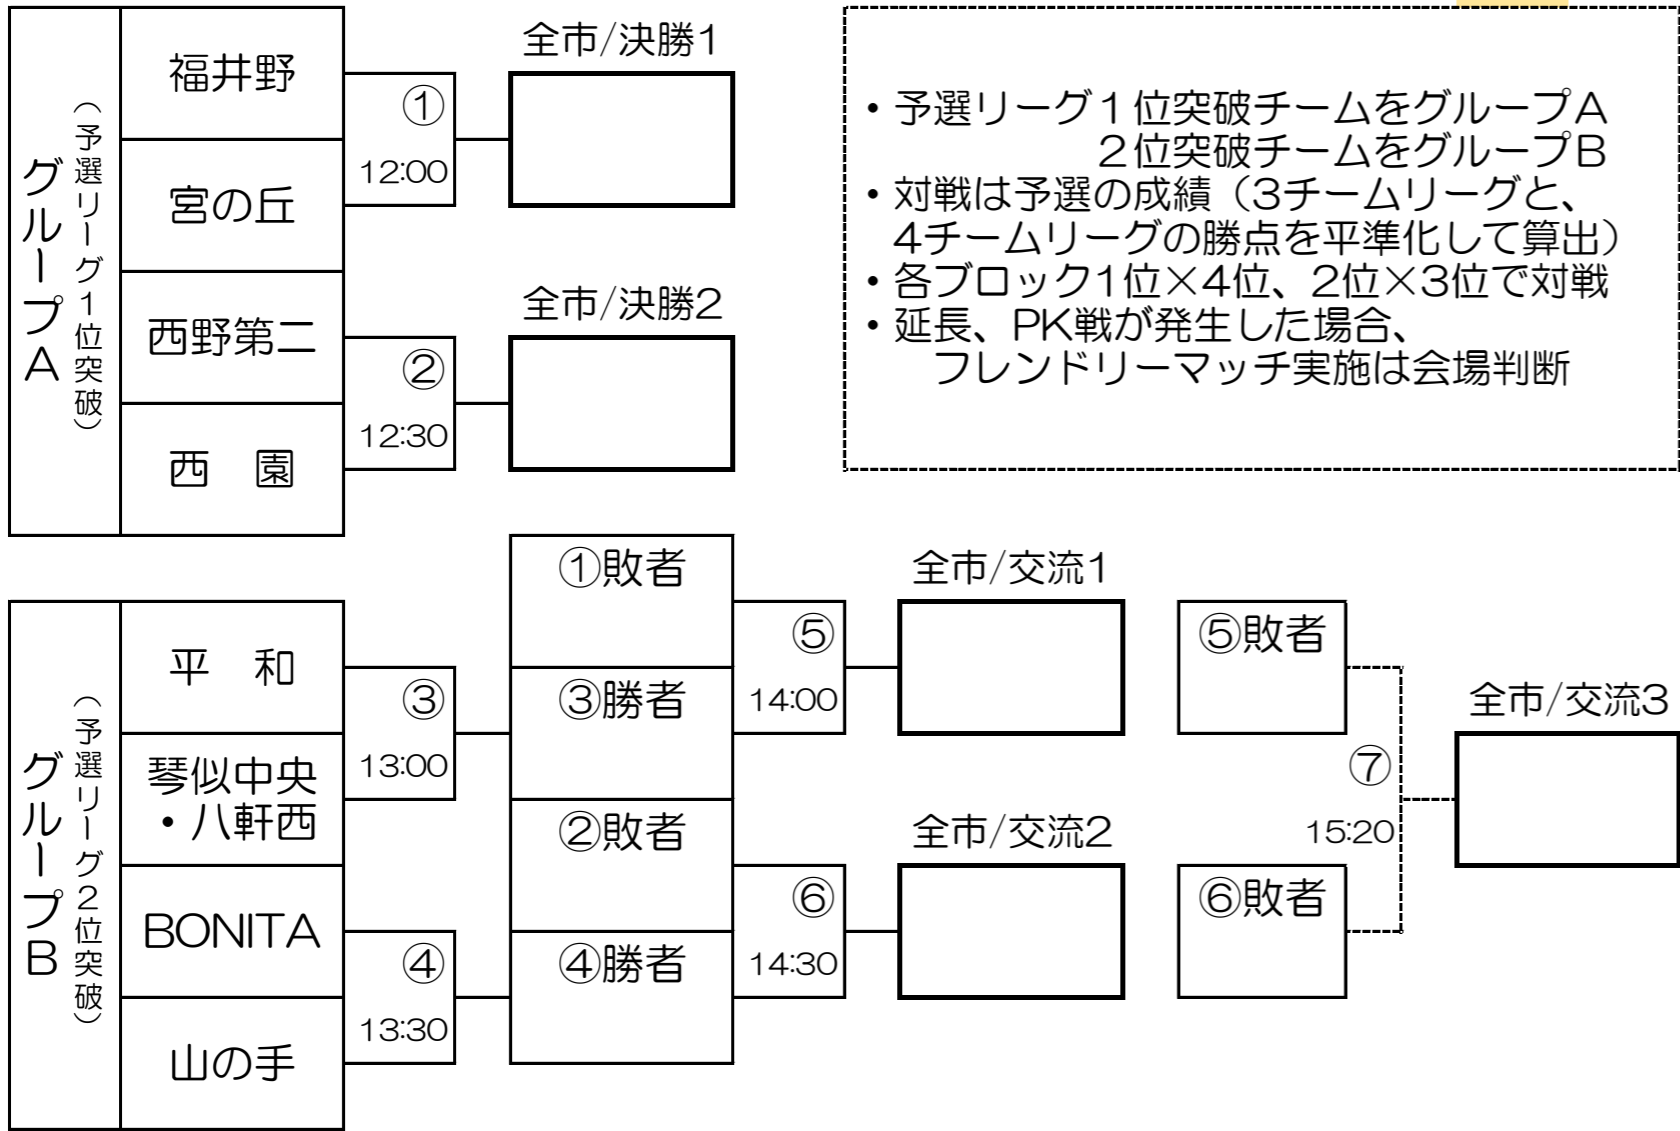 全市/決勝1
グループA
(予選リーグ1位突破)
福井野
宮の丘
西野第二
西 園
①
12:00
全市/決勝2
②
12:30
・予選リーグ1位突破チームをグループA
2位突破チームをグループB
・対戦は予選の成績(3チームリーグと、
4チームリーグの勝点を平準化して算出)
・各ブロック1位×4位、2位×3位で対戦
・延長、PK戦が発生した場合、
フレンドリーマッチ実施は会場判断
グループB
(予選リーグ2位突破)
平 和
琴似中央
・八軒西
BONITA
山の手
③
13:00
④
13:30
①敗者
③勝者
②敗者
④勝者
⑤
14:00
⑥
14:30
全市/交流1
全市/交流2
⑤敗者
⑥敗者
⑦
15:20
全市/交流3